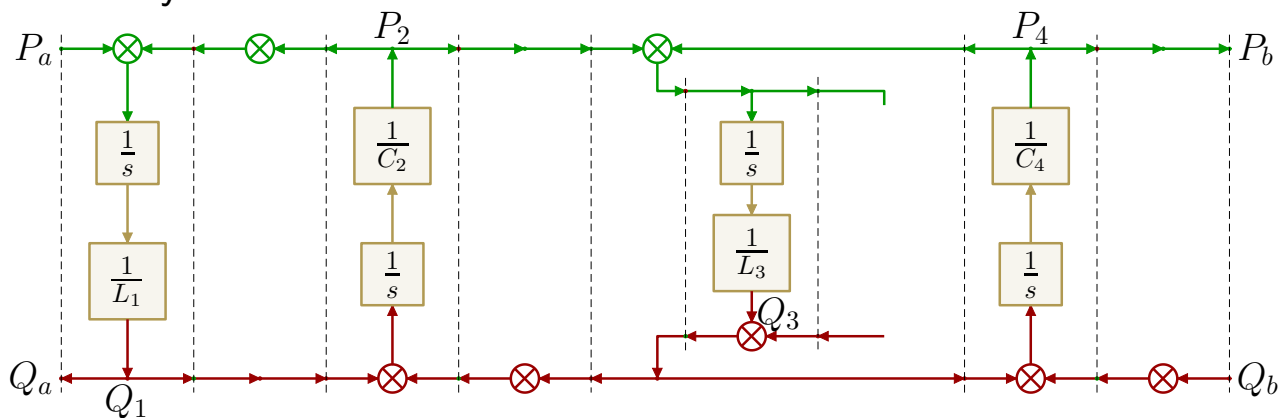 P_a P_2 P_4 P_b
1/s 1/C_2 1/s 1/C_4
1/L_1 1/s 1/L_3 1/s
Q_3
Q_a Q_1 Q_b